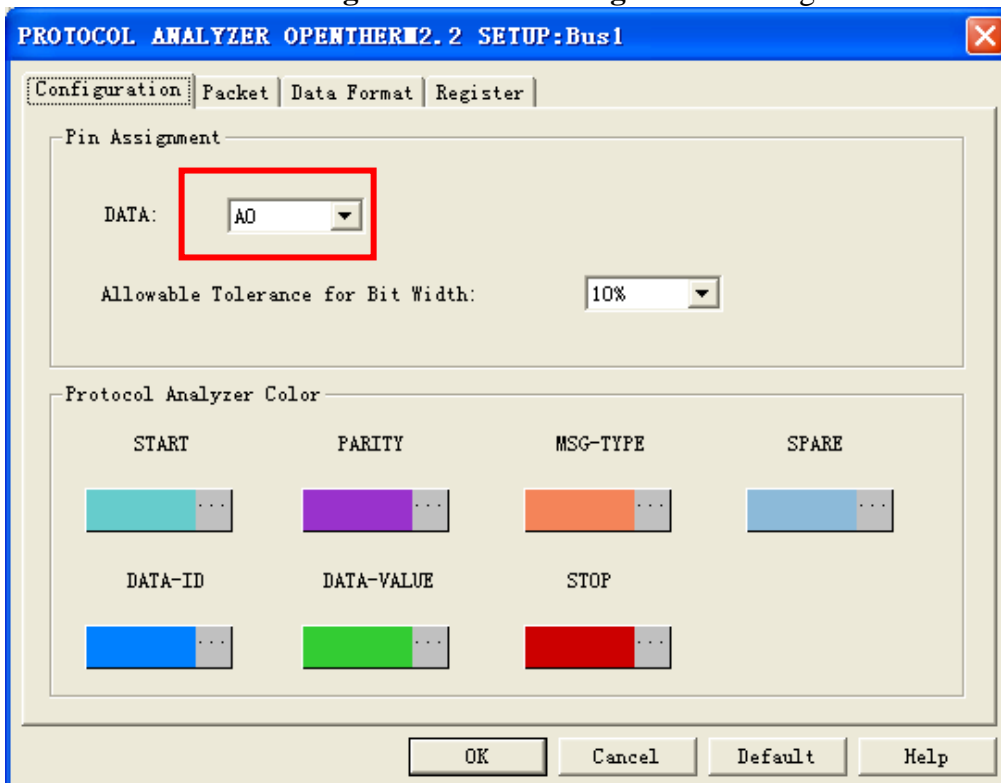 PROTOCOL ANALYZER OPENTHERM2.2 SETUP:Bus1
Configuration Packet Data Format Register
Pin Assignment
DATA: A0
Allowable Tolerance for Bit Width: 10%
Protocol Analyzer Color
START PARITY MSG-TYPE SPARE
... ... ... ...
DATA-ID DATA-VALUE STOP
... ... ...
OK Cancel Default Help